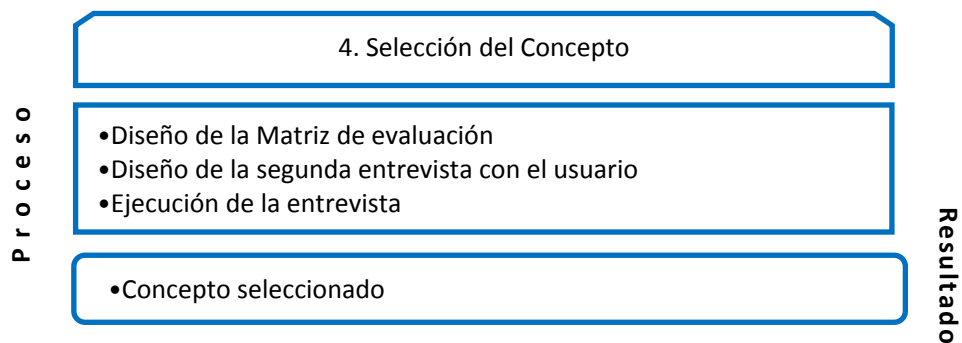 4. Selección del Concepto
Proceso
•Diseño de la Matriz de evaluación
•Diseño de la segunda entrevista con el usuario
•Ejecución de la entrevista
Resultado
•Concepto seleccionado